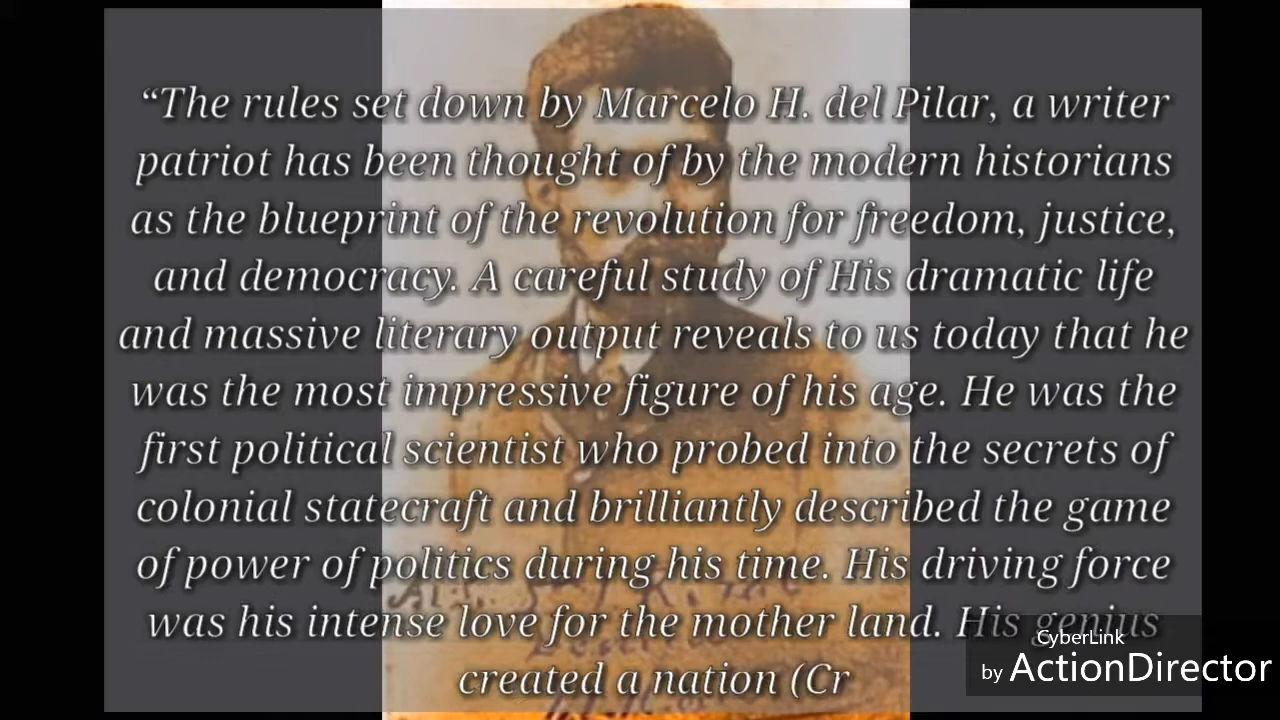 “The rules set down by Marcelo H. del Pilar, a writer
patriot has been thought of by the modern historians
as the blueprint of the revolution for freedom, justice,
and democracy. A careful study of His dramatic life
and massive literary output reveals to us today that he
was the most impressive figure of his age. He was the
first political scientist who probed into the secrets of
colonial statecraft and brilliantly described the game
of power of politics during his time. His driving force
was his intense love for the mother land. His genius
created a nation (Cr
CyberLink
by ActionDirector